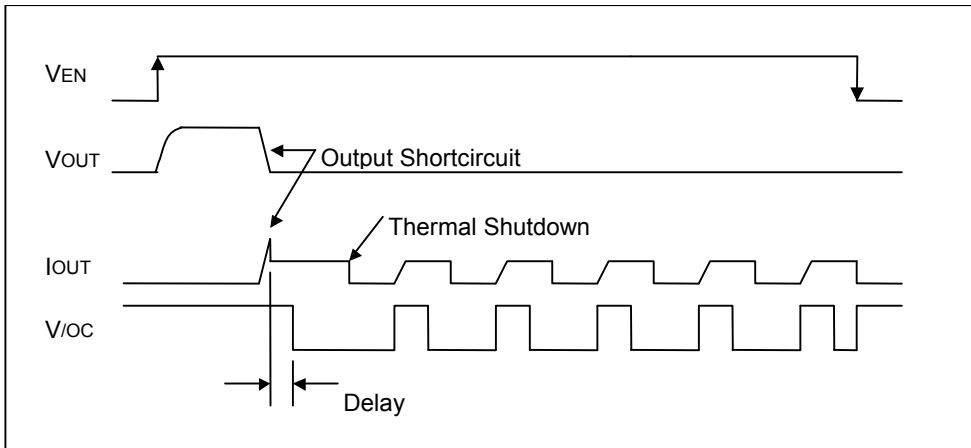 VEN
VOUT
Output Shortcircuit
Thermal Shutdown
IOUT
V/OC
Delay